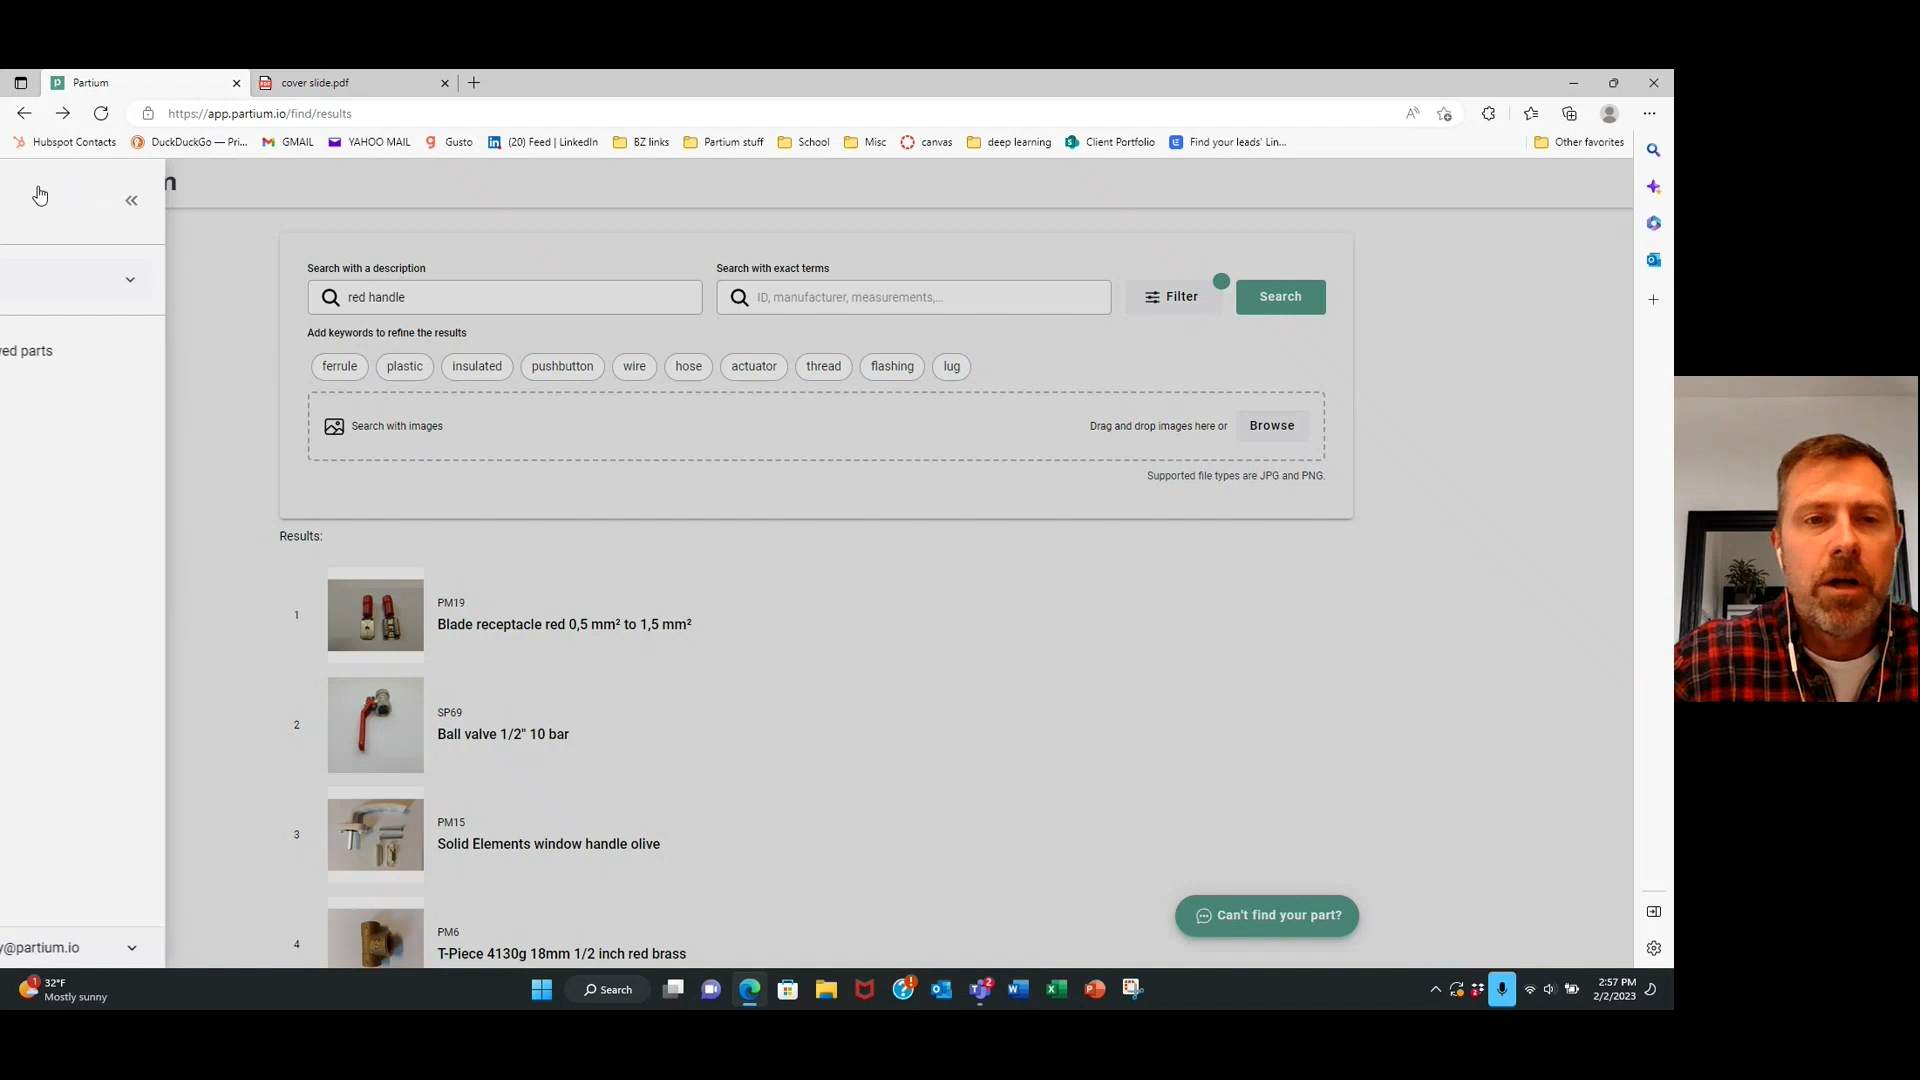 Partium
cover slide.pdf
https://app.partium.io/find/results
Hubspot Contacts
DuckDuckGo — Pri...
GMAIL
YAHOO MAIL
Gusto
(20) Feed | LinkedIn
BZ links
Partium stuff
School
Misc
canvas
deep learning
Client Portfolio
Find your leads' Lin...
Other favorites
Search with a description
red handle
Search with exact terms
ID, manufacturer, measurements,...
Filter
Search
Add keywords to refine the results
ferrule
plastic
insulated
pushbutton
wire
hose
actuator
thread
flashing
lug
Search with images
Drag and drop images here or
Browse
Supported file types are JPG and PNG.
Results:
1
PM19
Blade receptacle red 0,5 mm² to 1,5 mm²
2
SP69
Ball valve 1/2" 10 bar
3
PM15
Solid Elements window handle olive
4
PM6
T-Piece 4130g 18mm 1/2 inch red brass
ved parts
y@partium.io
Can't find your part?
32°F
Mostly sunny
Search
2:57 PM
2/2/2023